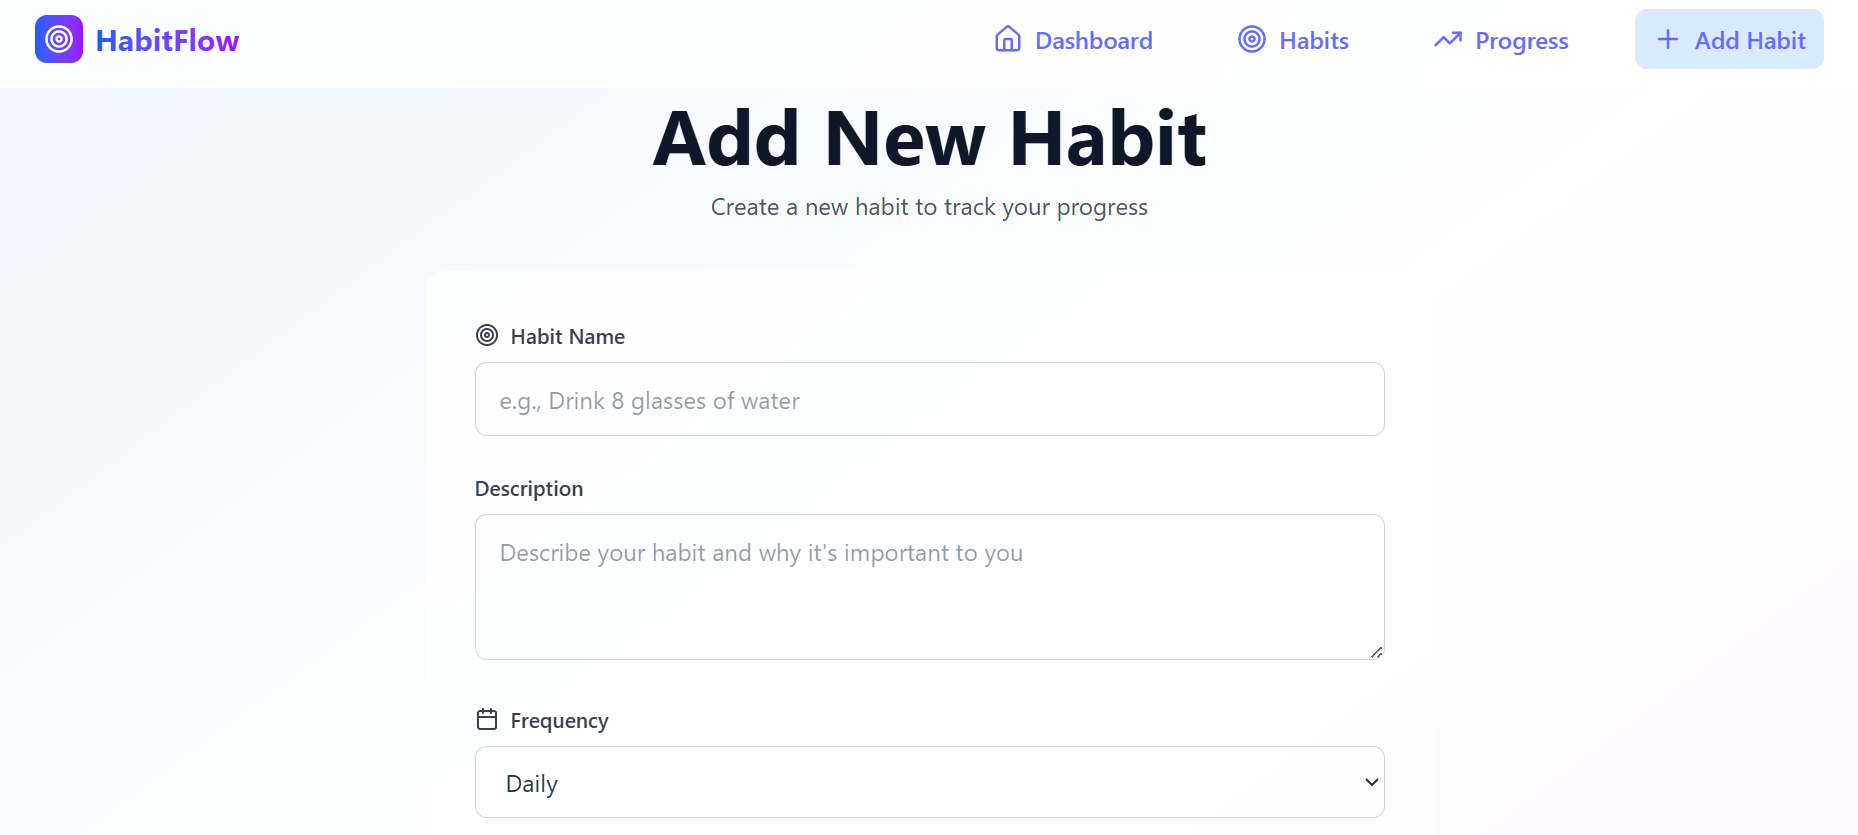 HabitFlow
Dashboard
Habits
Progress
Add Habit
Add New Habit
Create a new habit to track your progress
Habit Name
e.g., Drink 8 glasses of water
Description
Describe your habit and why it's important to you
Frequency
Daily